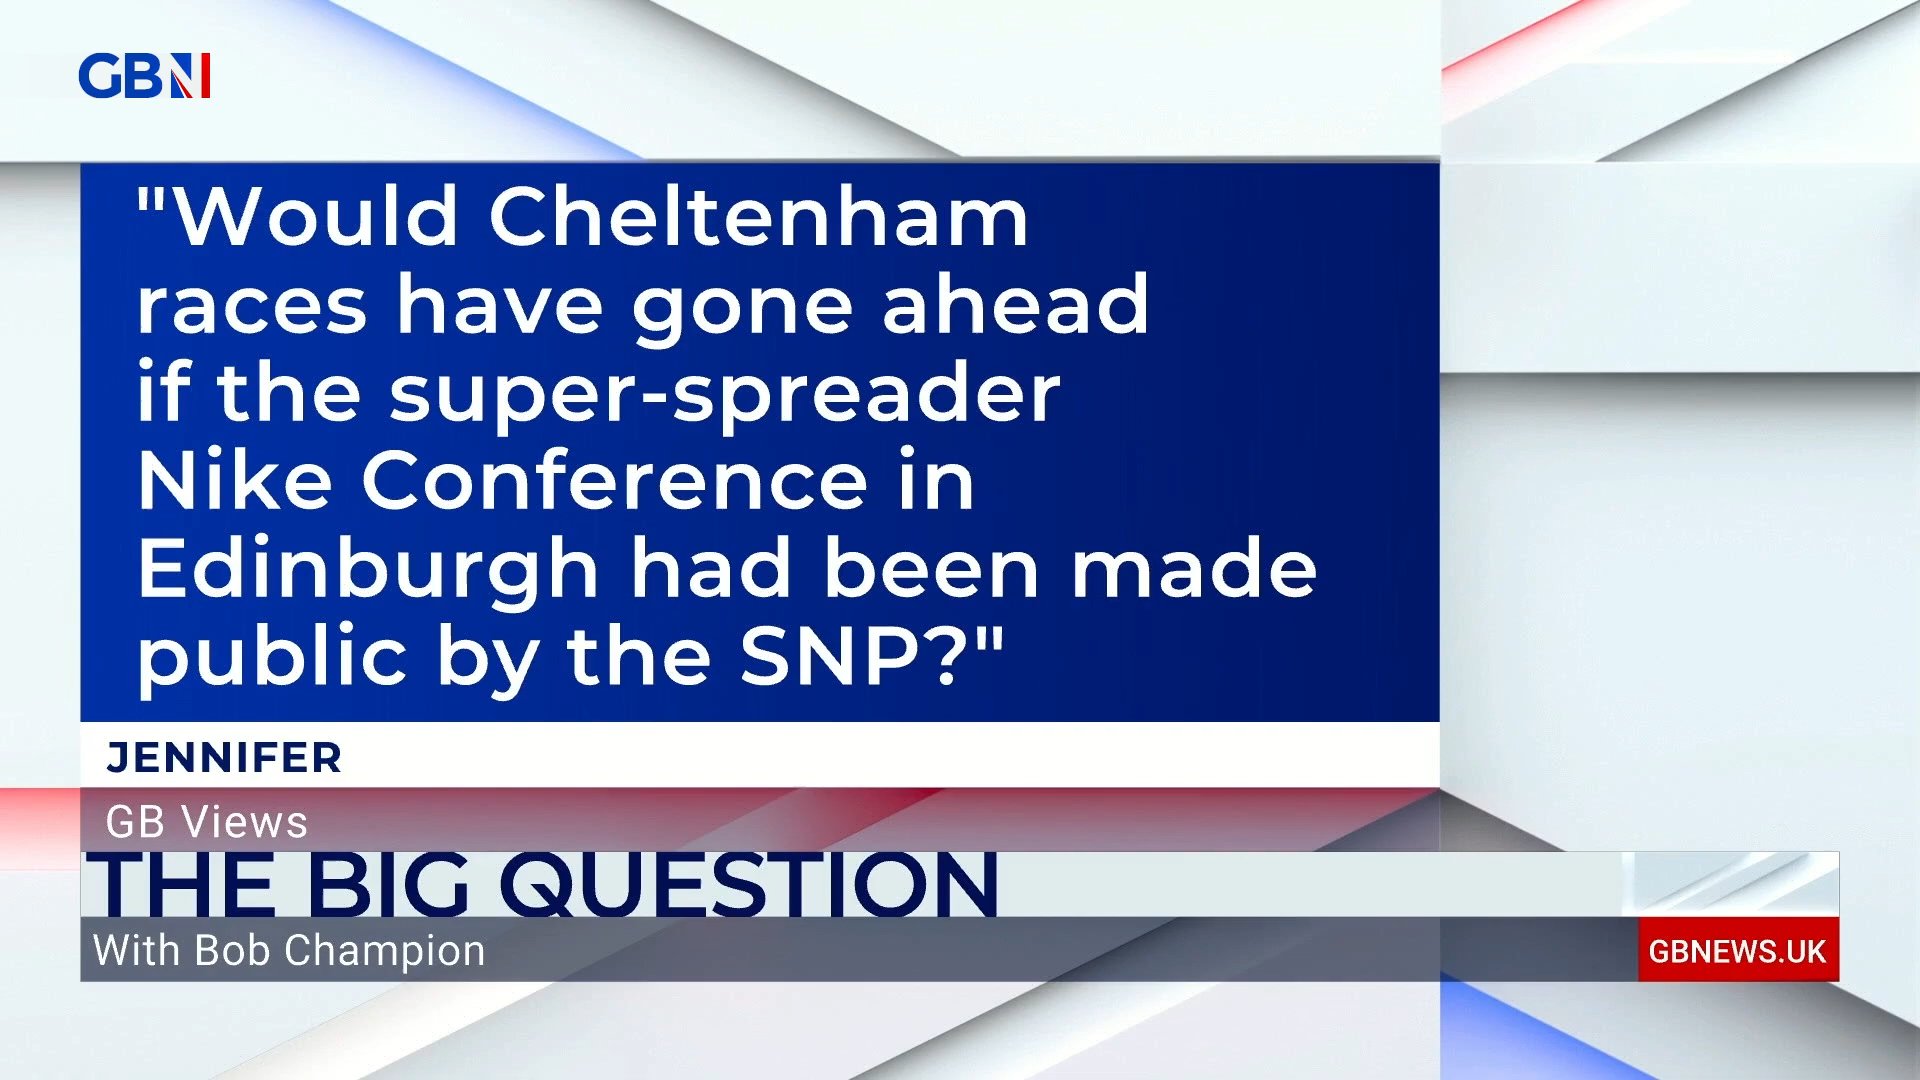 GBN
"Would Cheltenham
races have gone ahead
if the super-spreader
Nike Conference in
Edinburgh had been made
public by the SNP?"
JENNIFER
GB Views
THE BIG QUESTION
With Bob Champion
GBNEWS.UK